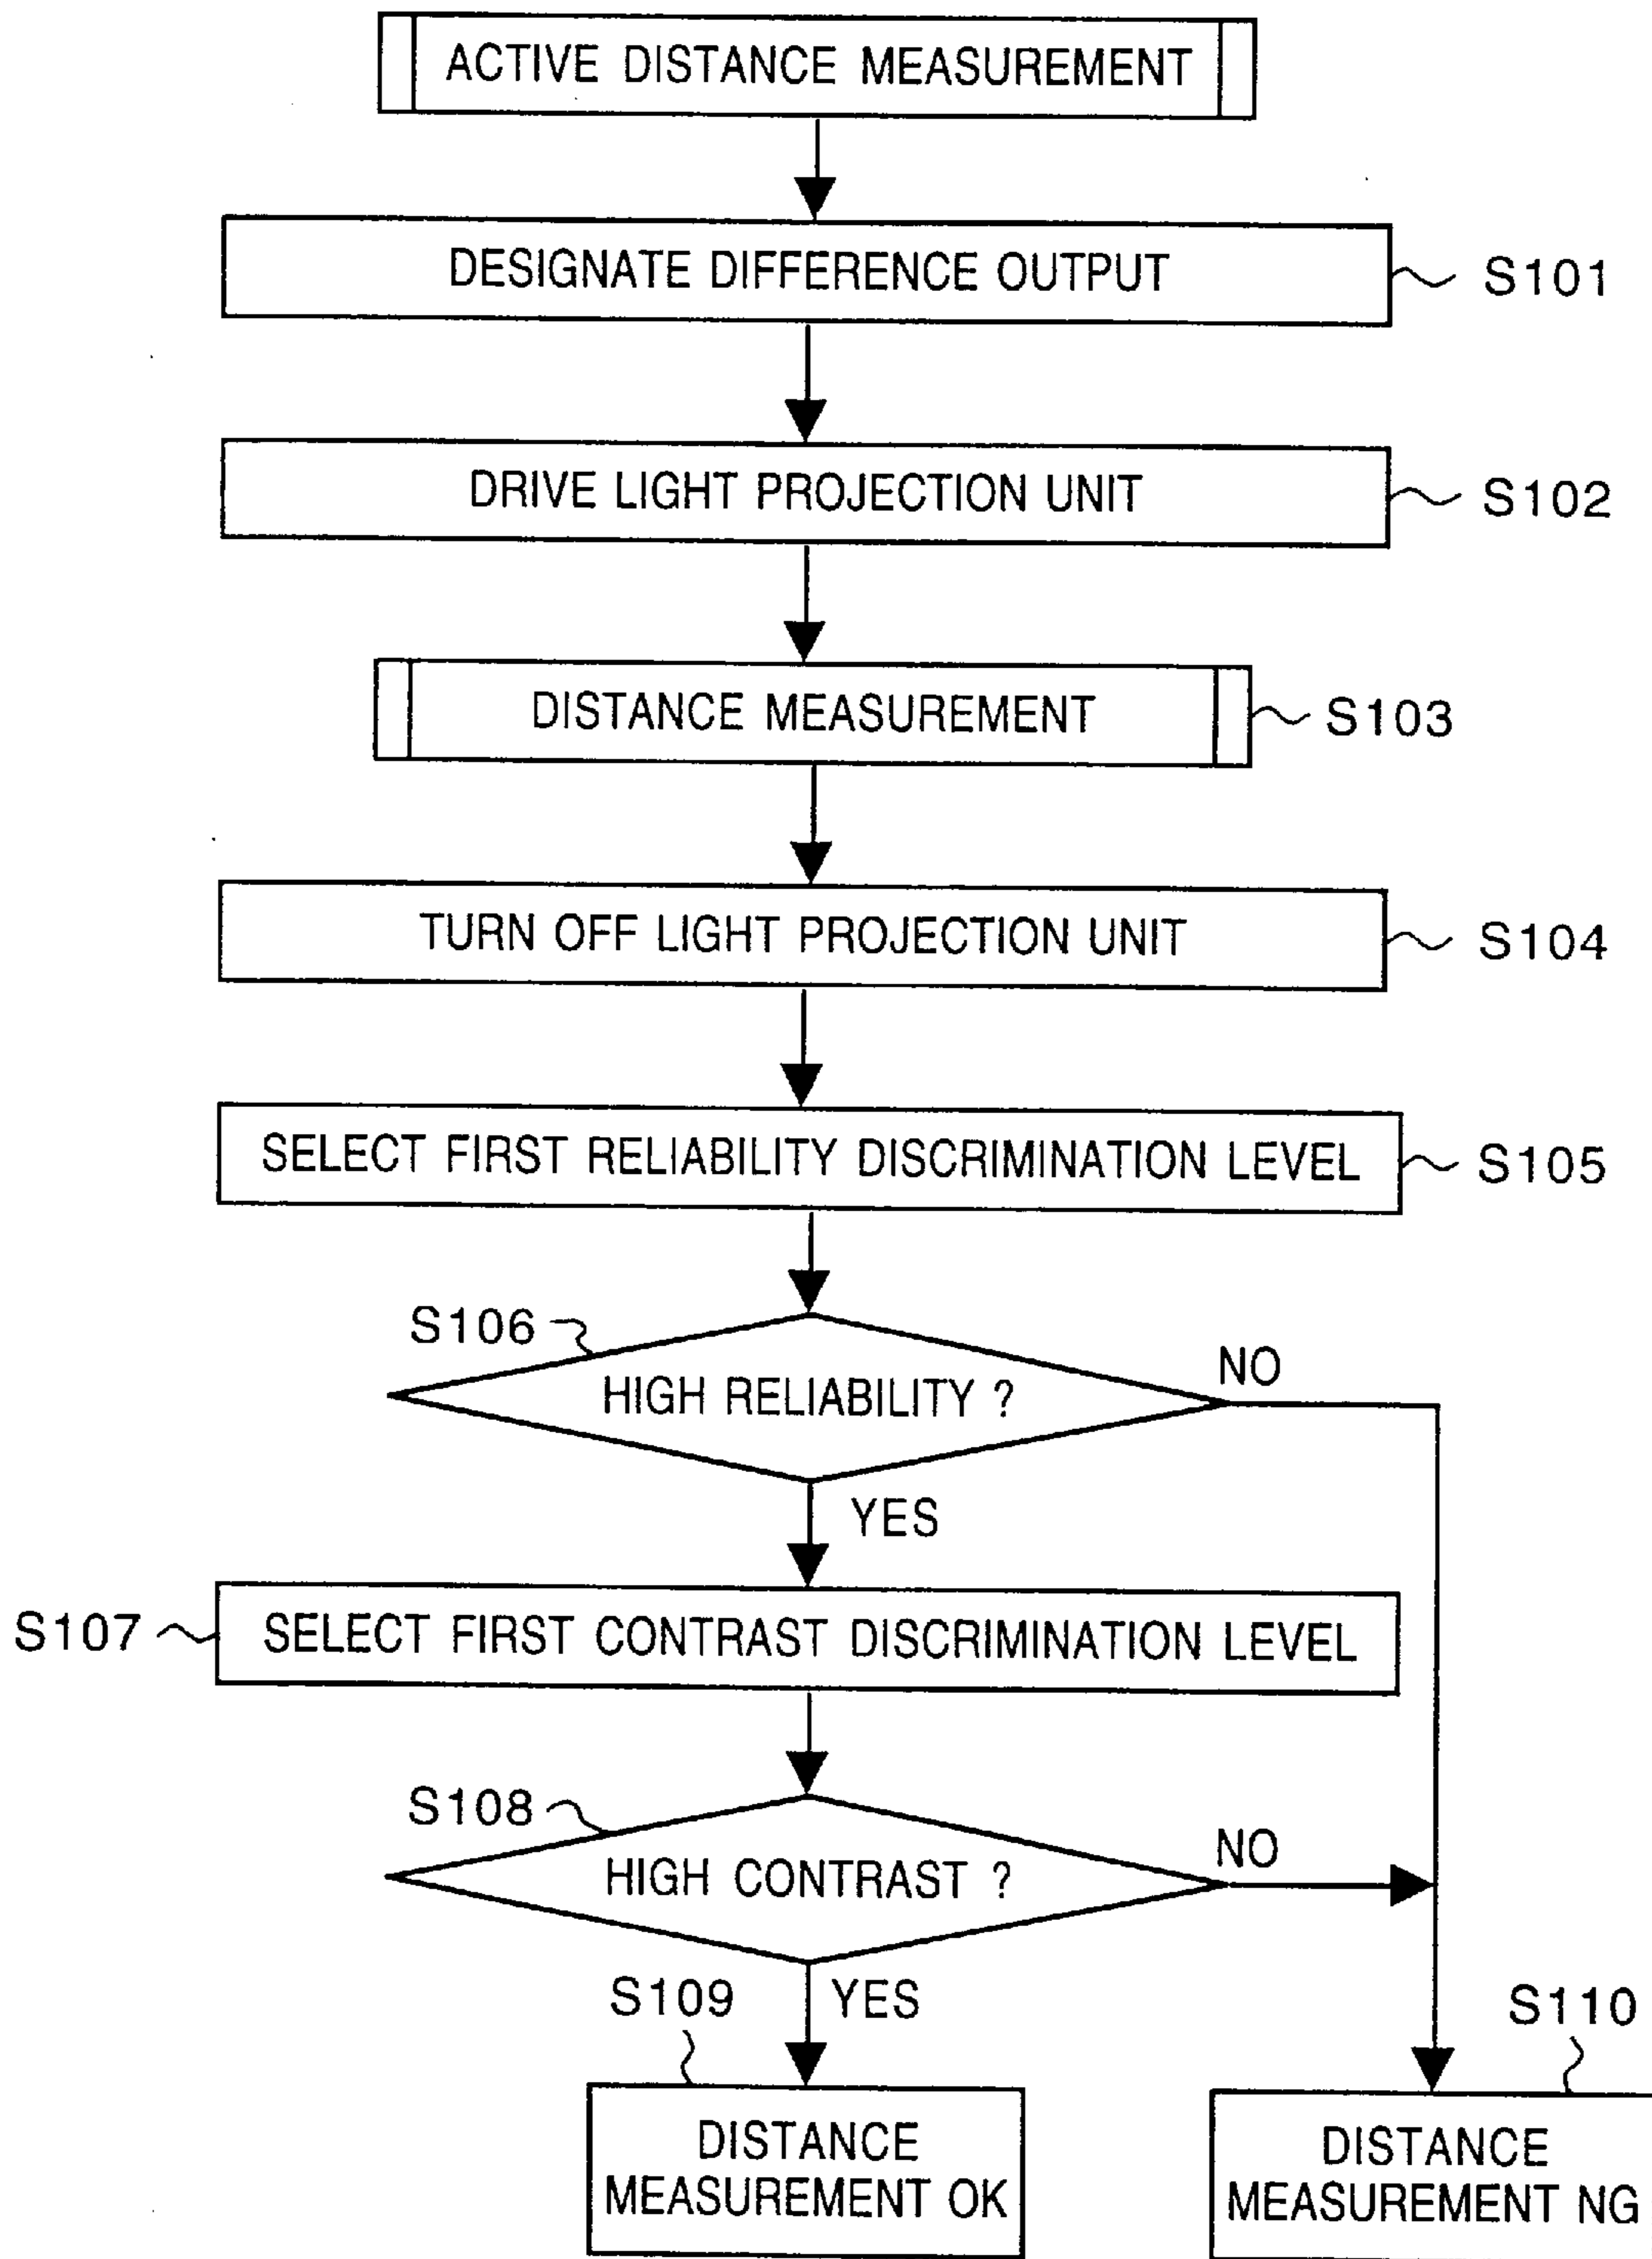 ACTIVE DISTANCE MEASUREMENT
DESIGNATE DIFFERENCE OUTPUT
S101
DRIVE LIGHT PROJECTION UNIT
S102
DISTANCE MEASUREMENT
S103
TURN OFF LIGHT PROJECTION UNIT
S104
SELECT FIRST RELIABILITY DISCRIMINATION LEVEL
S105
S106
HIGH RELIABILITY ?
NO
YES
S107
SELECT FIRST CONTRAST DISCRIMINATION LEVEL
S108
HIGH CONTRAST ?
NO
YES
S109
DISTANCE
MEASUREMENT OK
S110
DISTANCE
MEASUREMENT NG